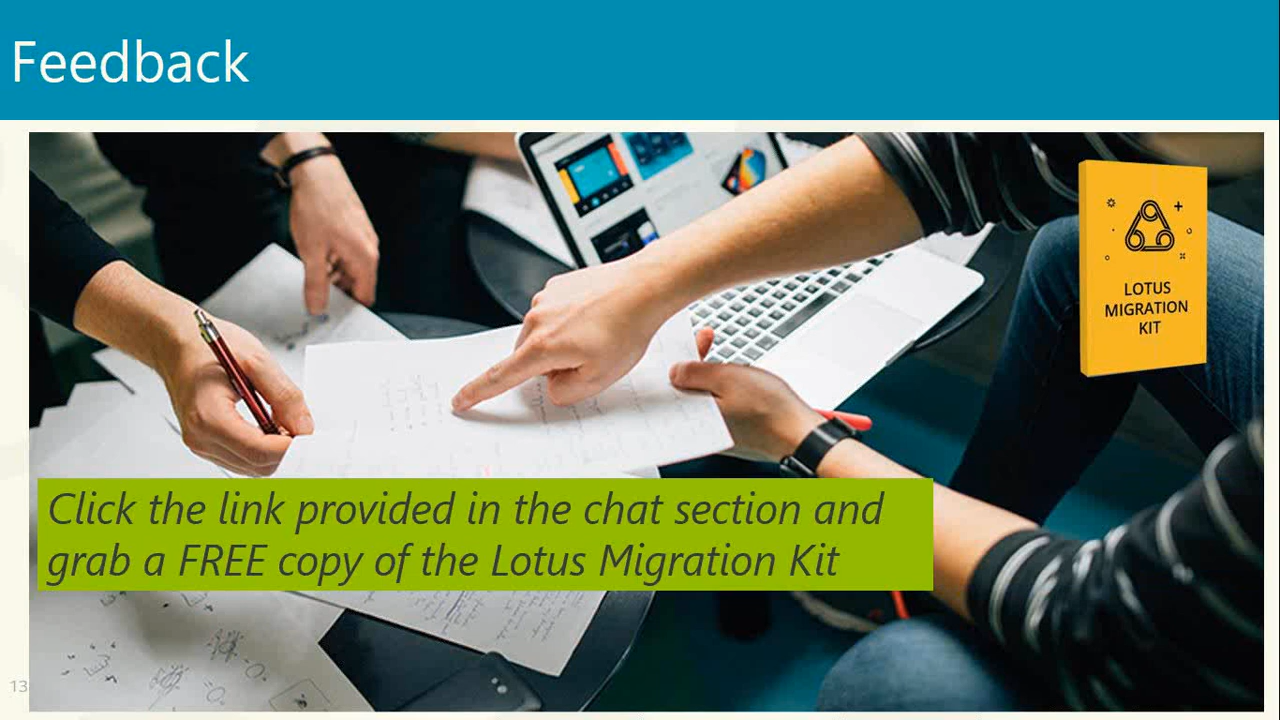 Feedback
LOTUS
MIGRATION
KIT
Click the link provided in the chat section and
grab a FREE copy of the Lotus Migration Kit
13